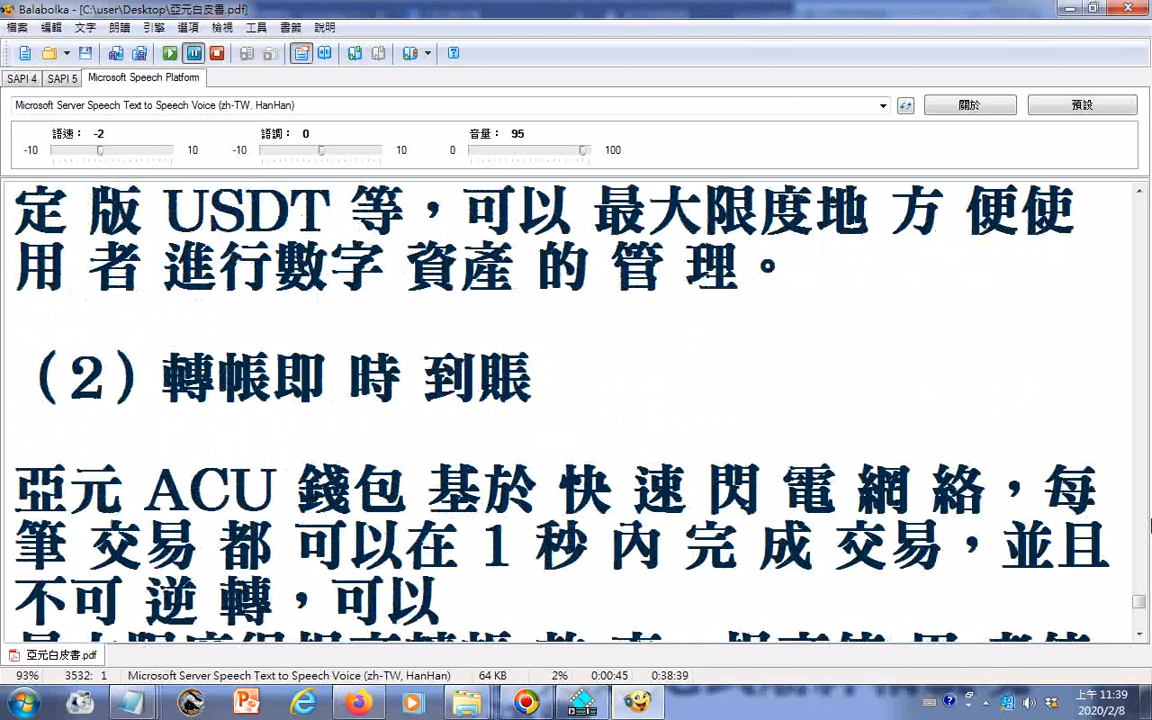 Balabolka - [C:\user\Desktop\亞元白皮書.pdf]
檔案 編輯 文字 朗讀 引擎 選項 檢視 工具 書籤 說明
SAPI 4 SAPI 5 Microsoft Speech Platform
Microsoft Server Speech Text to Speech Voice (zh-TW, HanHan) 關於 預設
語速： -2 語調： 0 音量： 95
-10 10 -10 10 0 100
定 版 USDT 等，可以 最大限度地 方 便使
用 者 進行數字 資產 的 管 理。
（2）轉帳即 時 到賬
亞元 ACU 錢包 基於 快 速 閃 電 網 絡，每
筆 交易 都 可以在 1 秒 內 完 成 交易，並且
不可 逆 轉，可以
亞元白皮書.pdf
93% 3532: 1 Microsoft Server Speech Text to Speech Voice (zh-TW, HanHan) 64 KB 2% 0:00:45 0:38:39
上午 11:39
2020/2/8